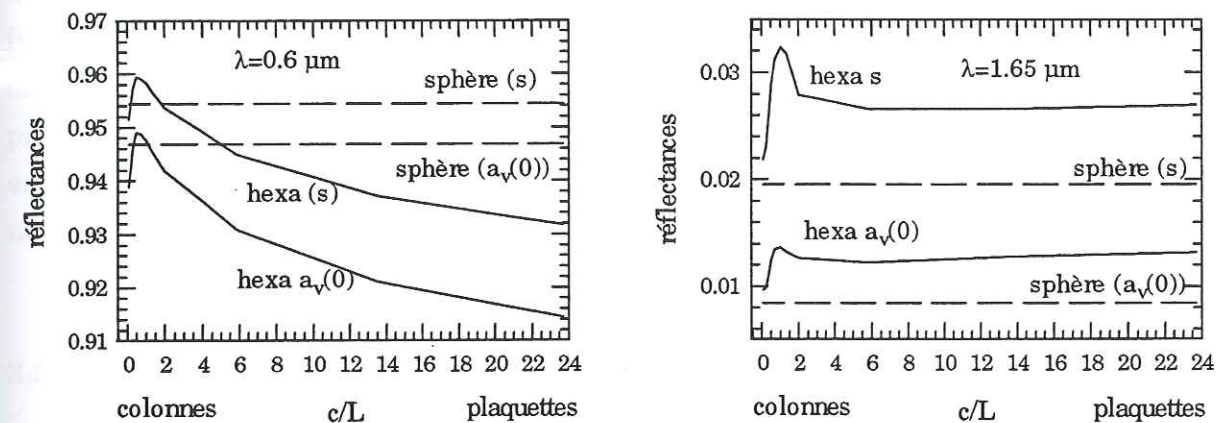 0.97
0.96
0.95
0.94
0.93
0.92
0.91
réflectances
λ=0.6 μm
sphère (s)
sphère (a_v(0))
hexa (s)
hexa a_v(0)
0 2 4 6 8 10 12 14 16 18 20 22 24
colonnes c/L plaquettes
0.03
0.02
0.01
réflectances
hexa s
λ=1.65 μm
sphère (s)
hexa a_v(0)
sphère (a_v(0))
0 2 4 6 8 10 12 14 16 18 20 22 24
colonnes c/L plaquettes